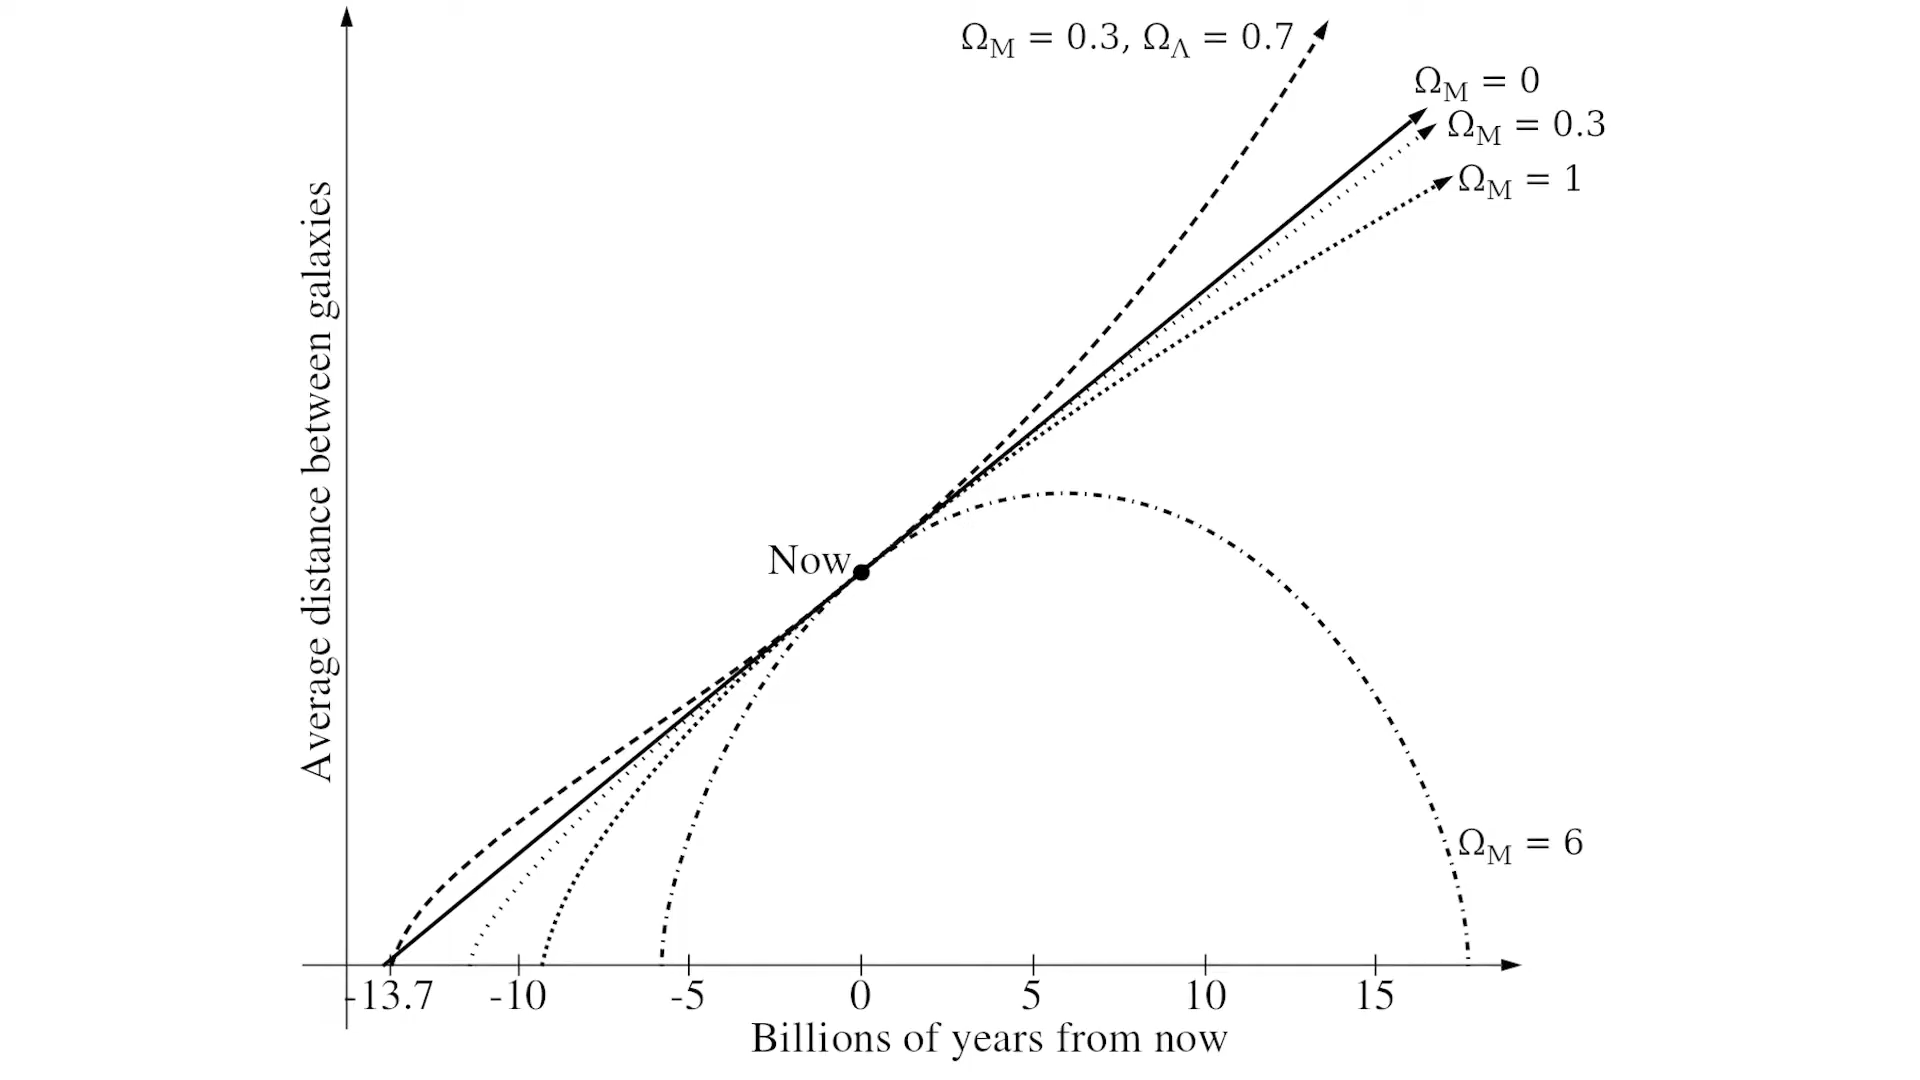 Ω_M = 0.3, Ω_Λ = 0.7
Ω_M = 0
Ω_M = 0.3
Ω_M = 1
Average distance between galaxies
Now
Ω_M = 6
-13.7 -10 -5 0 5 10 15
Billions of years from now